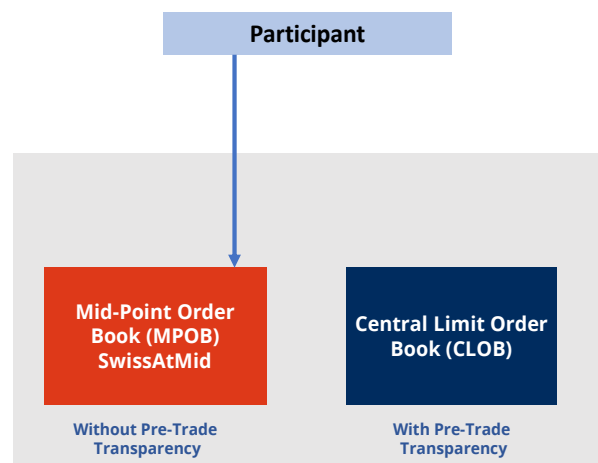 Participant
Mid-Point Order
Book (MPOB)
SwissAtMid
Central Limit Order
Book (CLOB)
Without Pre-Trade
Transparency
With Pre-Trade
Transparency